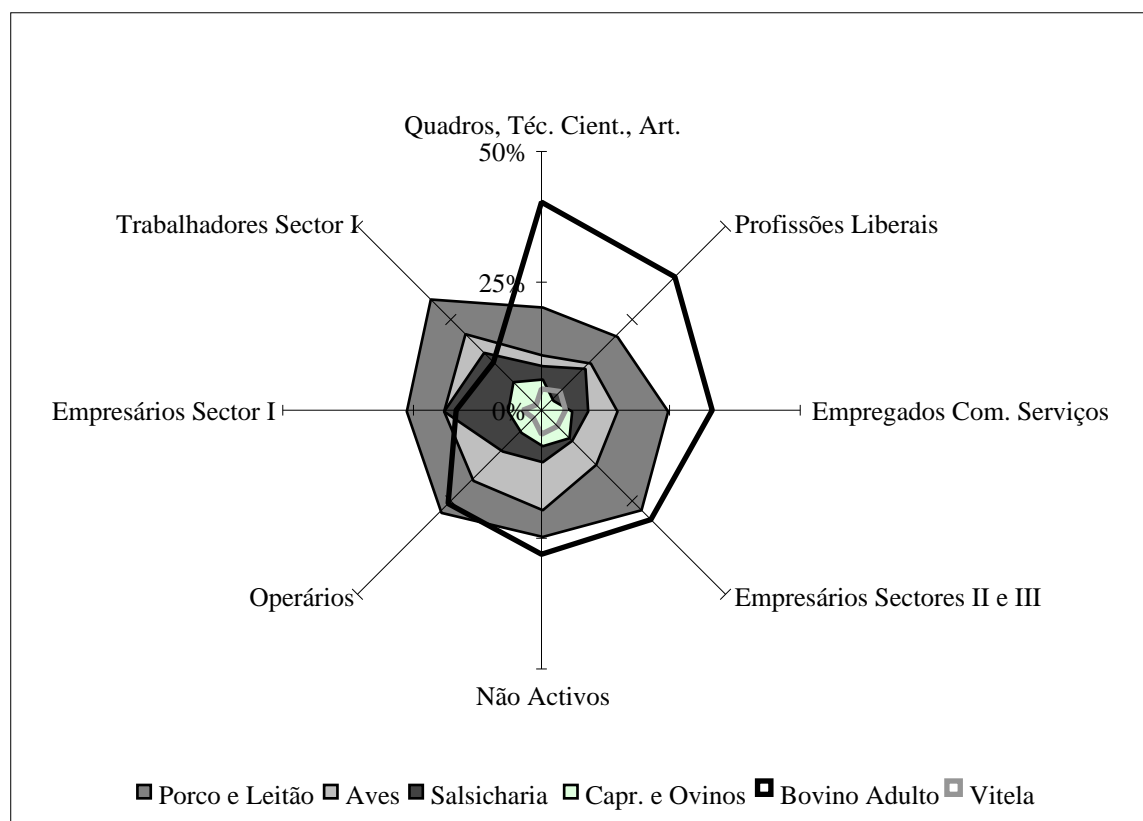 Quadros, Téc. Cient., Art.
50%
Trabalhadores Sector I
Profissões Liberais
25%
Empresários Sector I
0%
Empregados Com. Serviços
Operários
Empresários Sectores II e III
Não Activos
Porco e Leitão Aves Salsicharia Capr. e Ovinos Bovino Adulto Vitela